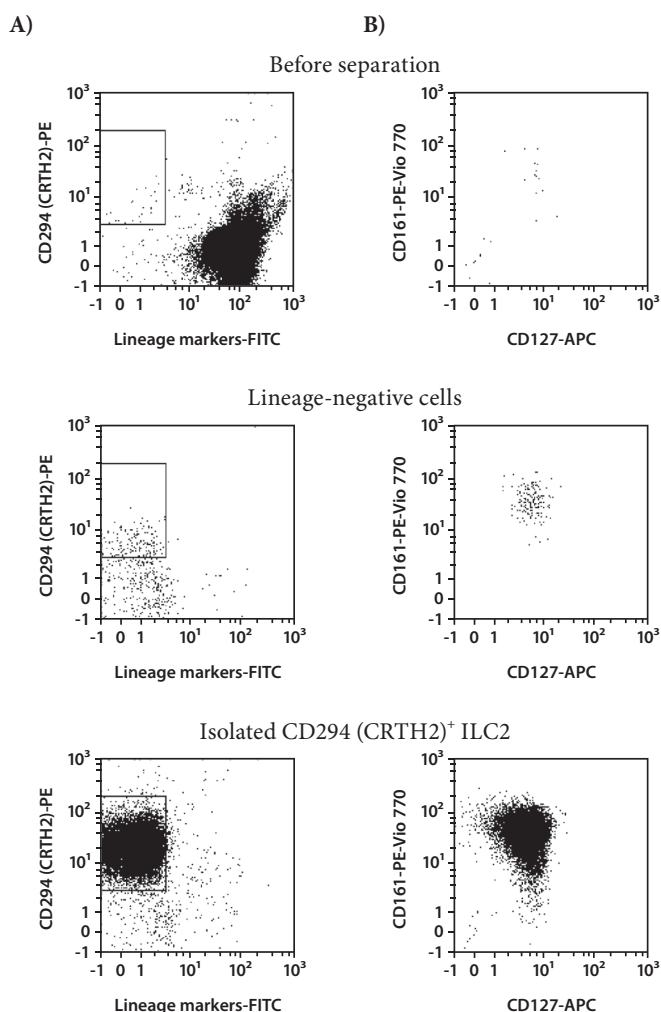 A)
B)
Before separation
CD294 (CRTH2)-PE
10³
10²
10¹
1
0
-1
-1 0 1 10¹ 10² 10³
Lineage markers-FITC
CD161-PE-Vio 770
10³
10²
10¹
1
0
-1
-1 0 1 10¹ 10² 10³
CD127-APC
Lineage-negative cells
CD294 (CRTH2)-PE
10³
10²
10¹
1
0
-1
-1 0 1 10¹ 10² 10³
Lineage markers-FITC
CD161-PE-Vio 770
10³
10²
10¹
1
0
-1
-1 0 1 10¹ 10² 10³
CD127-APC
Isolated CD294 (CRTH2)⁺ ILC2
CD294 (CRTH2)-PE
10³
10²
10¹
1
0
-1
-1 0 1 10¹ 10² 10³
Lineage markers-FITC
CD161-PE-Vio 770
10³
10²
10¹
1
0
-1
-1 0 1 10¹ 10² 10³
CD127-APC